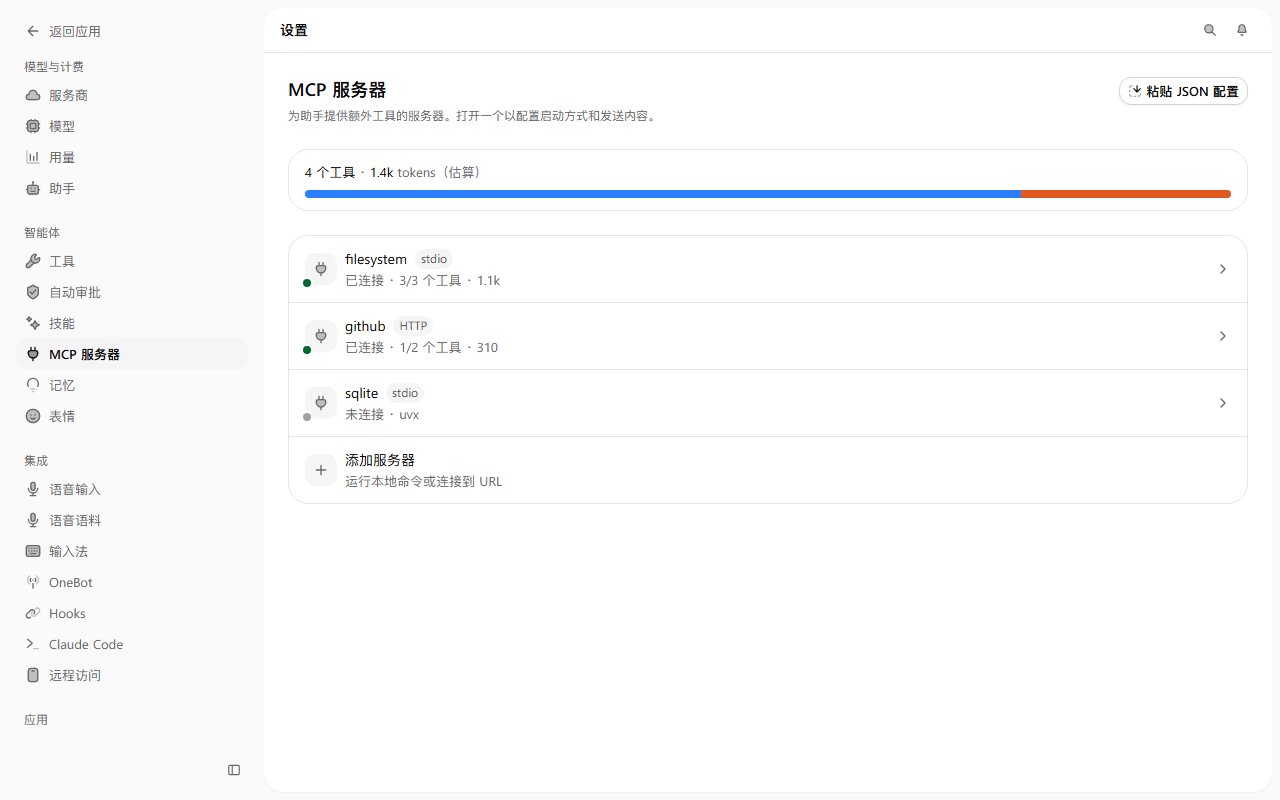 返回应用
模型与计费
服务商
模型
用量
助手
智能体
工具
自动审批
技能
MCP 服务器
记忆
表情
集成
语音输入
语音语料
输入法
OneBot
Hooks
Claude Code
远程访问
应用
设置
MCP 服务器
粘贴 JSON 配置
为助手提供额外工具的服务器。打开一个以配置启动方式和发送内容。
4 个工具 · 1.4k tokens（估算）
filesystem stdio
已连接 · 3/3 个工具 · 1.1k
github HTTP
已连接 · 1/2 个工具 · 310
sqlite stdio
未连接 · uvx
添加服务器
运行本地命令或连接到 URL